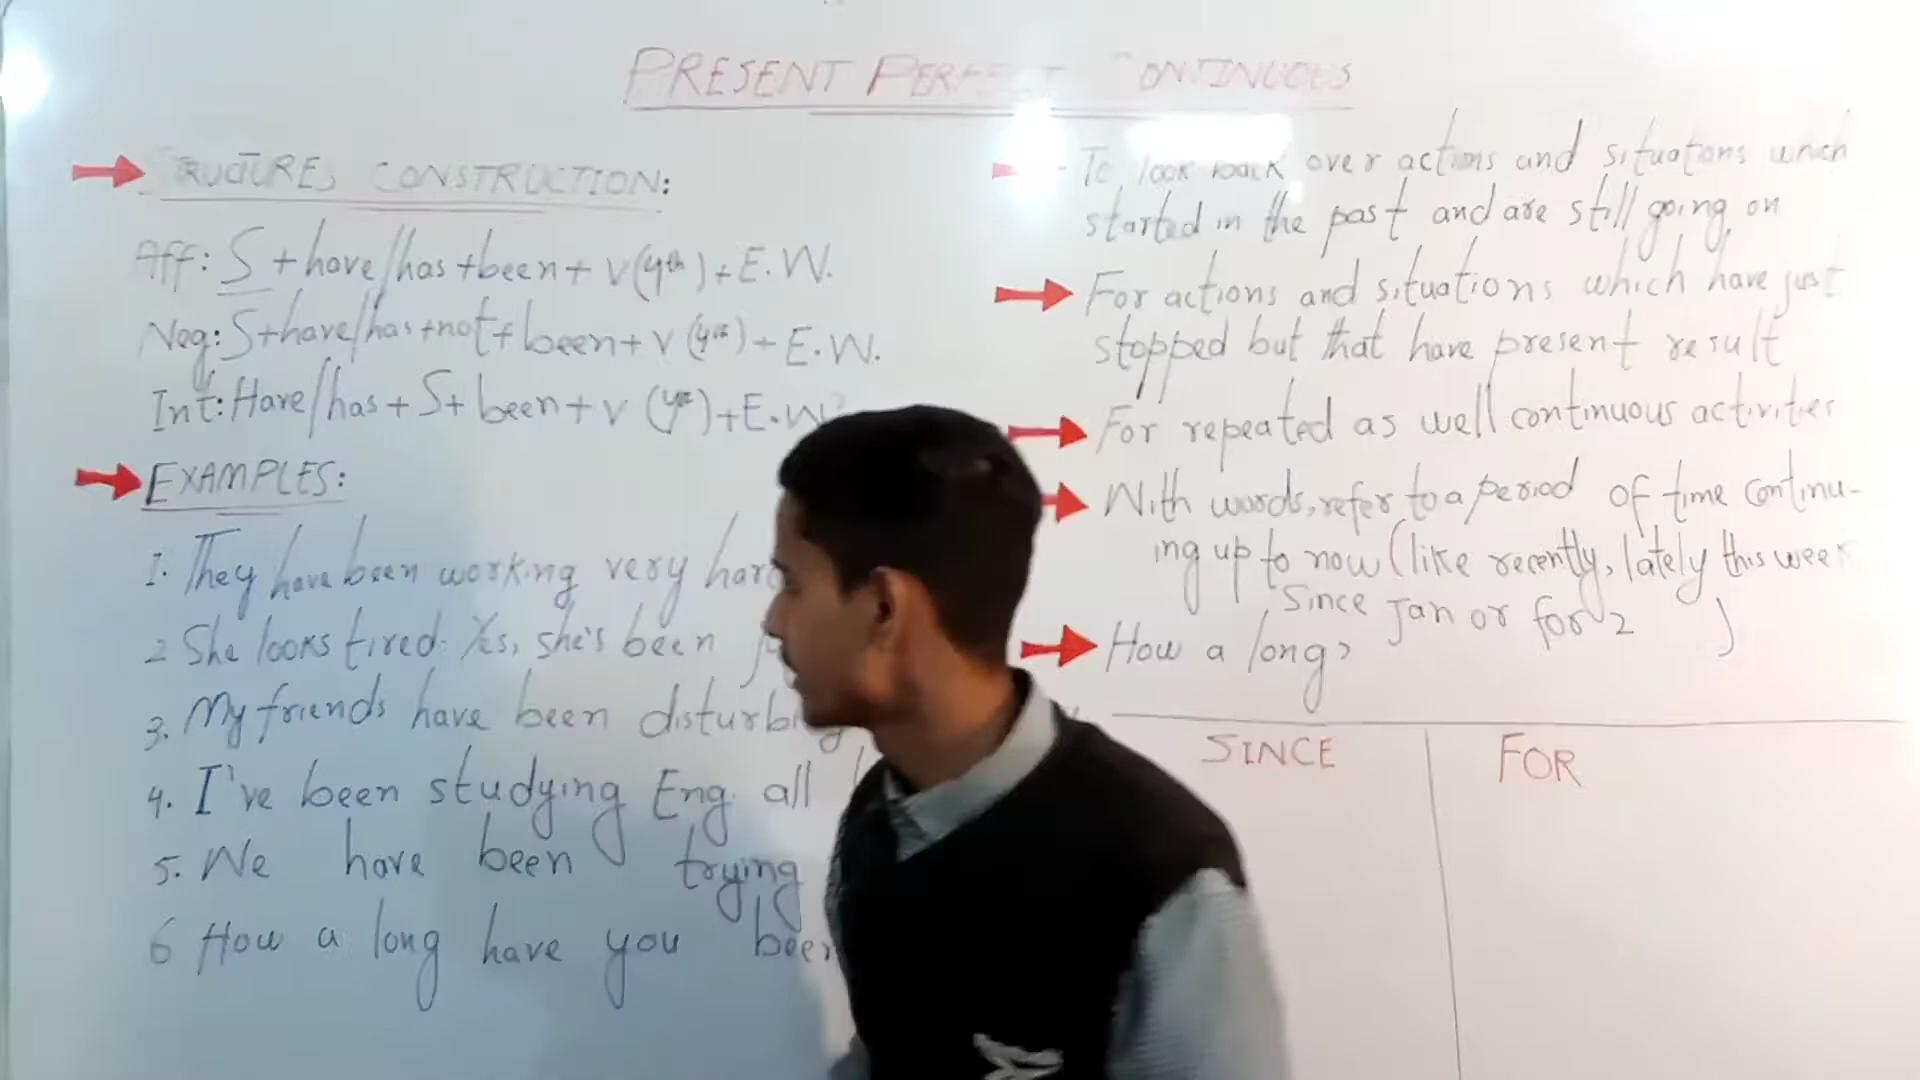 PRESENT PERFECT CONTINUOUS
STRUCTURES CONSTRUCTION:
Aff: S + have/has + been + V(4th) + E.W.
Neg: S + have/has + not + been + V(4th) + E.W.
Int: Have/has + S + been + V (4th) + E.W?
EXAMPLES:
1. They have been working very hard
2 She looks tired. Yes, she's been
3. My friends have been disturbing
4. I've been studying Eng. all
5. We have been trying
6 How a long have you been
- To look back over actions and situations which
started in the past and are still going on
For actions and situations which have just
stopped but that have present result
For repeated as well continuous activities
With words, refer to a period of time continu-
ing up to now (like recently, lately this week
Since Jan or for 2 )
How a long?
SINCE
FOR